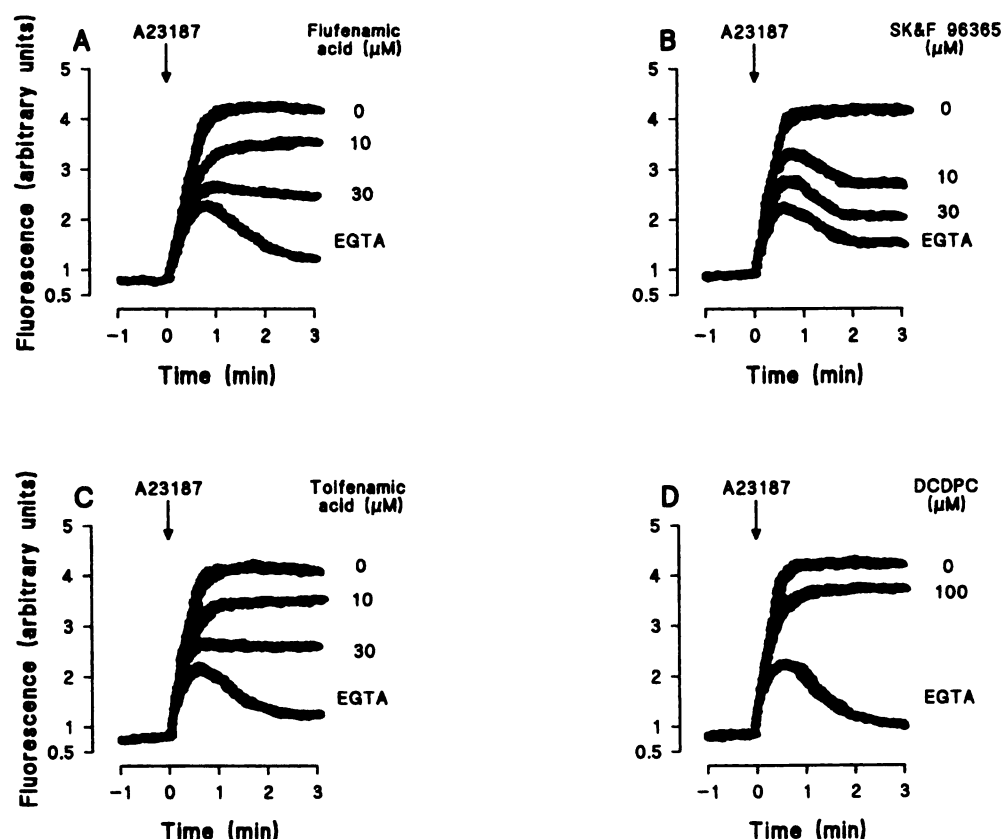 A
A23187
Flufenamic
acid (µM)
Fluorescence (arbitrary units)
5
4
3
2
1
0.5
0
10
30
EGTA
-1 0 1 2 3
Time (min)
B
A23187
SK&F 96365
(µM)
5
4
3
2
1
0.5
0
10
30
EGTA
-1 0 1 2 3
Time (min)
C
A23187
Tolfenamic
acid (µM)
Fluorescence (arbitrary units)
5
4
3
2
1
0.5
0
10
30
EGTA
-1 0 1 2 3
Time (min)
D
A23187
DCDPC
(µM)
5
4
3
2
1
0.5
0
100
EGTA
-1 0 1 2 3
Time (min)